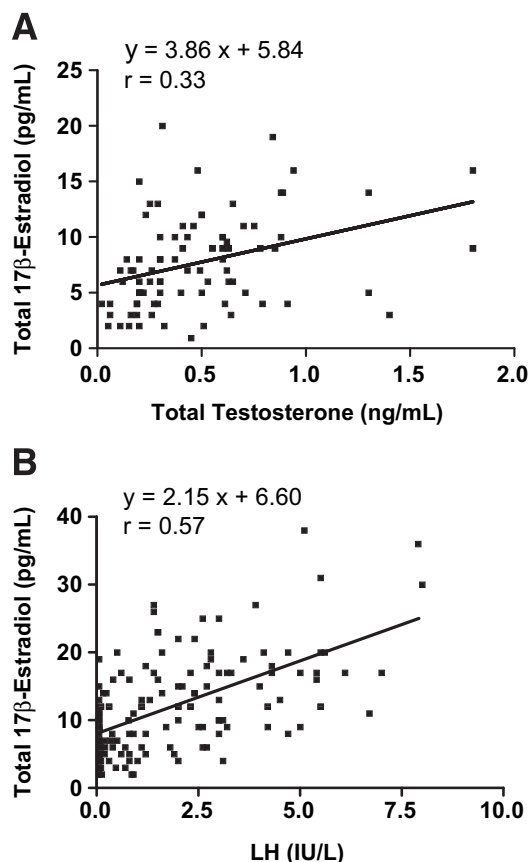 A
y = 3.86 x + 5.84
r = 0.33
Total 17β-Estradiol (pg/mL)
25
20
15
10
5
0
0.0 0.5 1.0 1.5 2.0
Total Testosterone (ng/mL)
B
y = 2.15 x + 6.60
r = 0.57
Total 17β-Estradiol (pg/mL)
40
30
20
10
0
0.0 2.5 5.0 7.5 10.0
LH (IU/L)